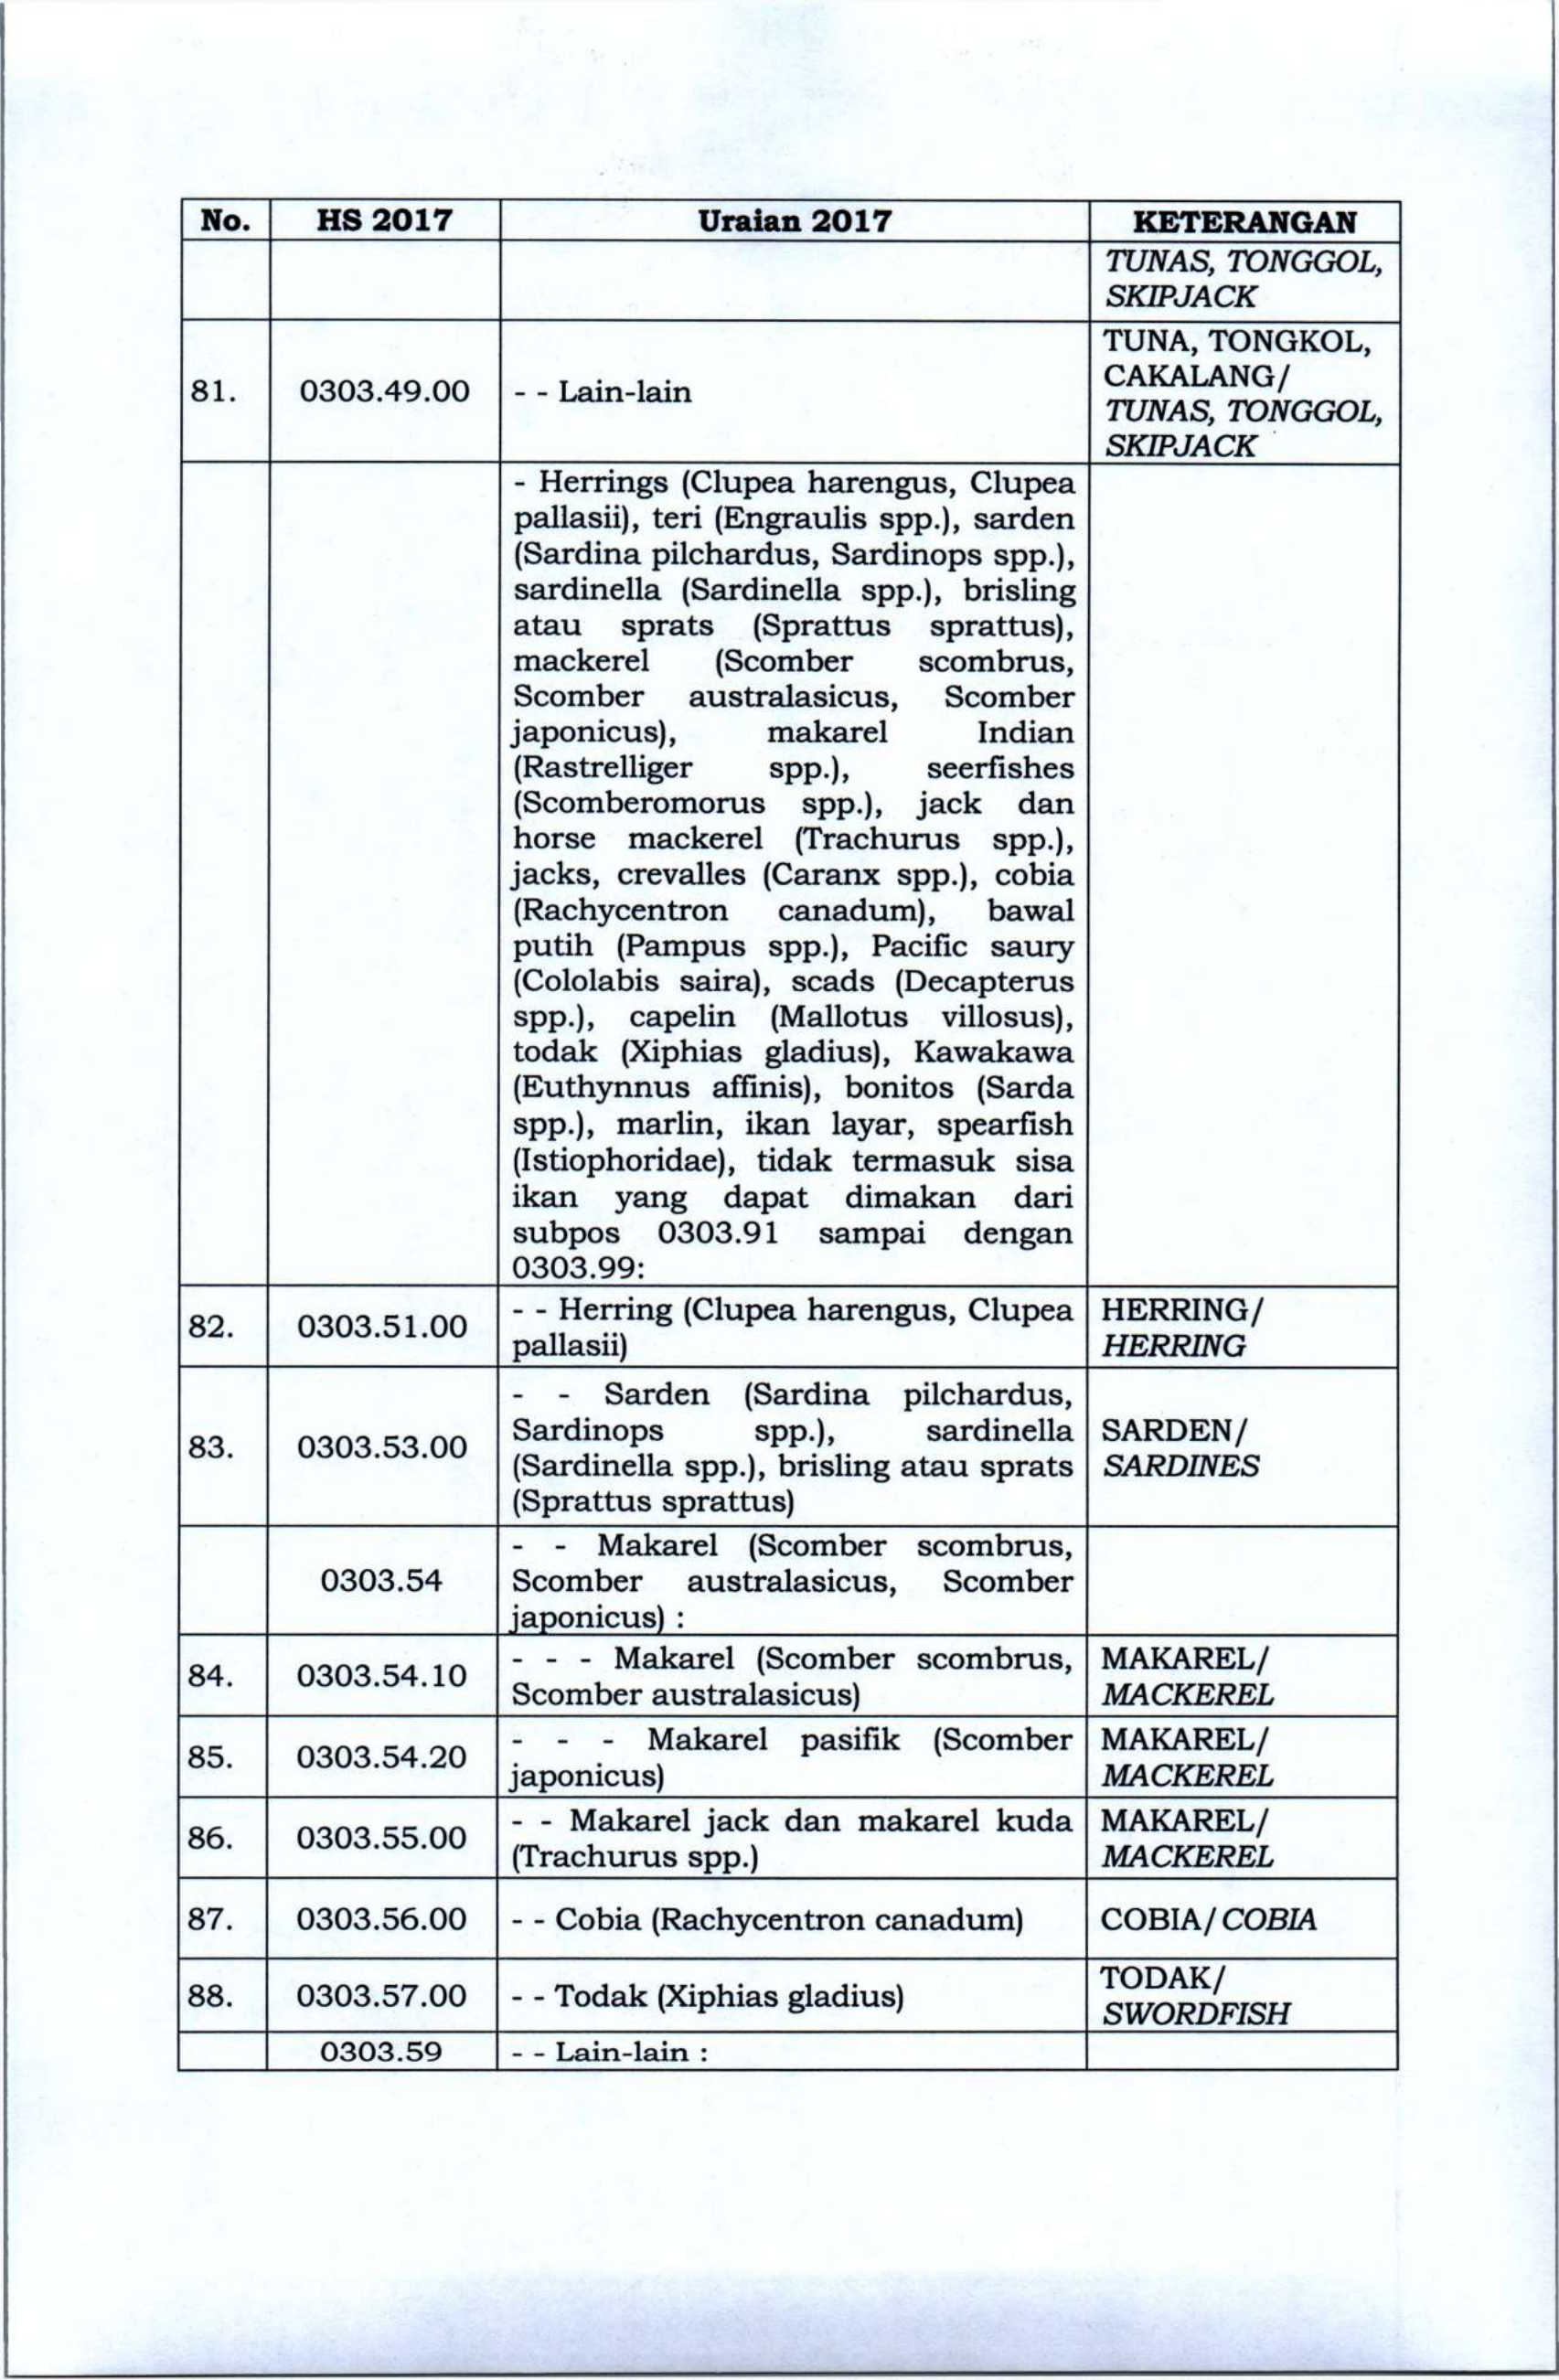 No. HS 2017 Uraian 2017 KETERANGAN
TUNAS, TONGGOL,
SKIPJACK
81. 0303.49.00 - - Lain-lain
TUNA, TONGKOL,
CAKALANG/
TUNAS, TONGGOL,
SKIPJACK
- Herrings (Clupea harengus, Clupea
pallasii), teri (Engraulis spp.), sarden
(Sardina pilchardus, Sardinops spp.),
sardinella (Sardinella spp.), brisling
atau sprats (Sprattus sprattus),
mackerel (Scomber scombrus,
Scomber australasicus, Scomber
japonicus), makarel Indian
(Rastrelliger spp.), seerfishes
(Scomberomorus spp.), jack dan
horse mackerel (Trachurus spp.),
jacks, crevalles (Caranx spp.), cobia
(Rachycentron canadum), bawal
putih (Pampus spp.), Pacific saury
(Cololabis saira), scads (Decapterus
spp.), capelin (Mallotus villosus),
todak (Xiphias gladius), Kawakawa
(Euthynnus affinis), bonitos (Sarda
spp.), marlin, ikan layar, spearfish
(Istiophoridae), tidak termasuk sisa
ikan yang dapat dimakan dari
subpos 0303.91 sampai dengan
0303.99:
82. 0303.51.00
- - Herring (Clupea harengus, Clupea
pallasii)
HERRING/
HERRING
83. 0303.53.00
- - Sarden (Sardina pilchardus,
Sardinops spp.), sardinella
(Sardinella spp.), brisling atau sprats
(Sprattus sprattus)
SARDEN/
SARDINES
0303.54
- - Makarel (Scomber scombrus,
Scomber australasicus, Scomber
japonicus) :
84. 0303.54.10
- - - Makarel (Scomber scombrus,
Scomber australasicus)
MAKAREL/
MACKEREL
85. 0303.54.20
- - - Makarel pasifik (Scomber
japonicus)
MAKAREL/
MACKEREL
86. 0303.55.00
- - Makarel jack dan makarel kuda
(Trachurus spp.)
MAKAREL/
MACKEREL
87. 0303.56.00 - - Cobia (Rachycentron canadum) COBIA/COBIA
88. 0303.57.00 - - Todak (Xiphias gladius)
TODAK/
SWORDFISH
0303.59 - - Lain-lain :